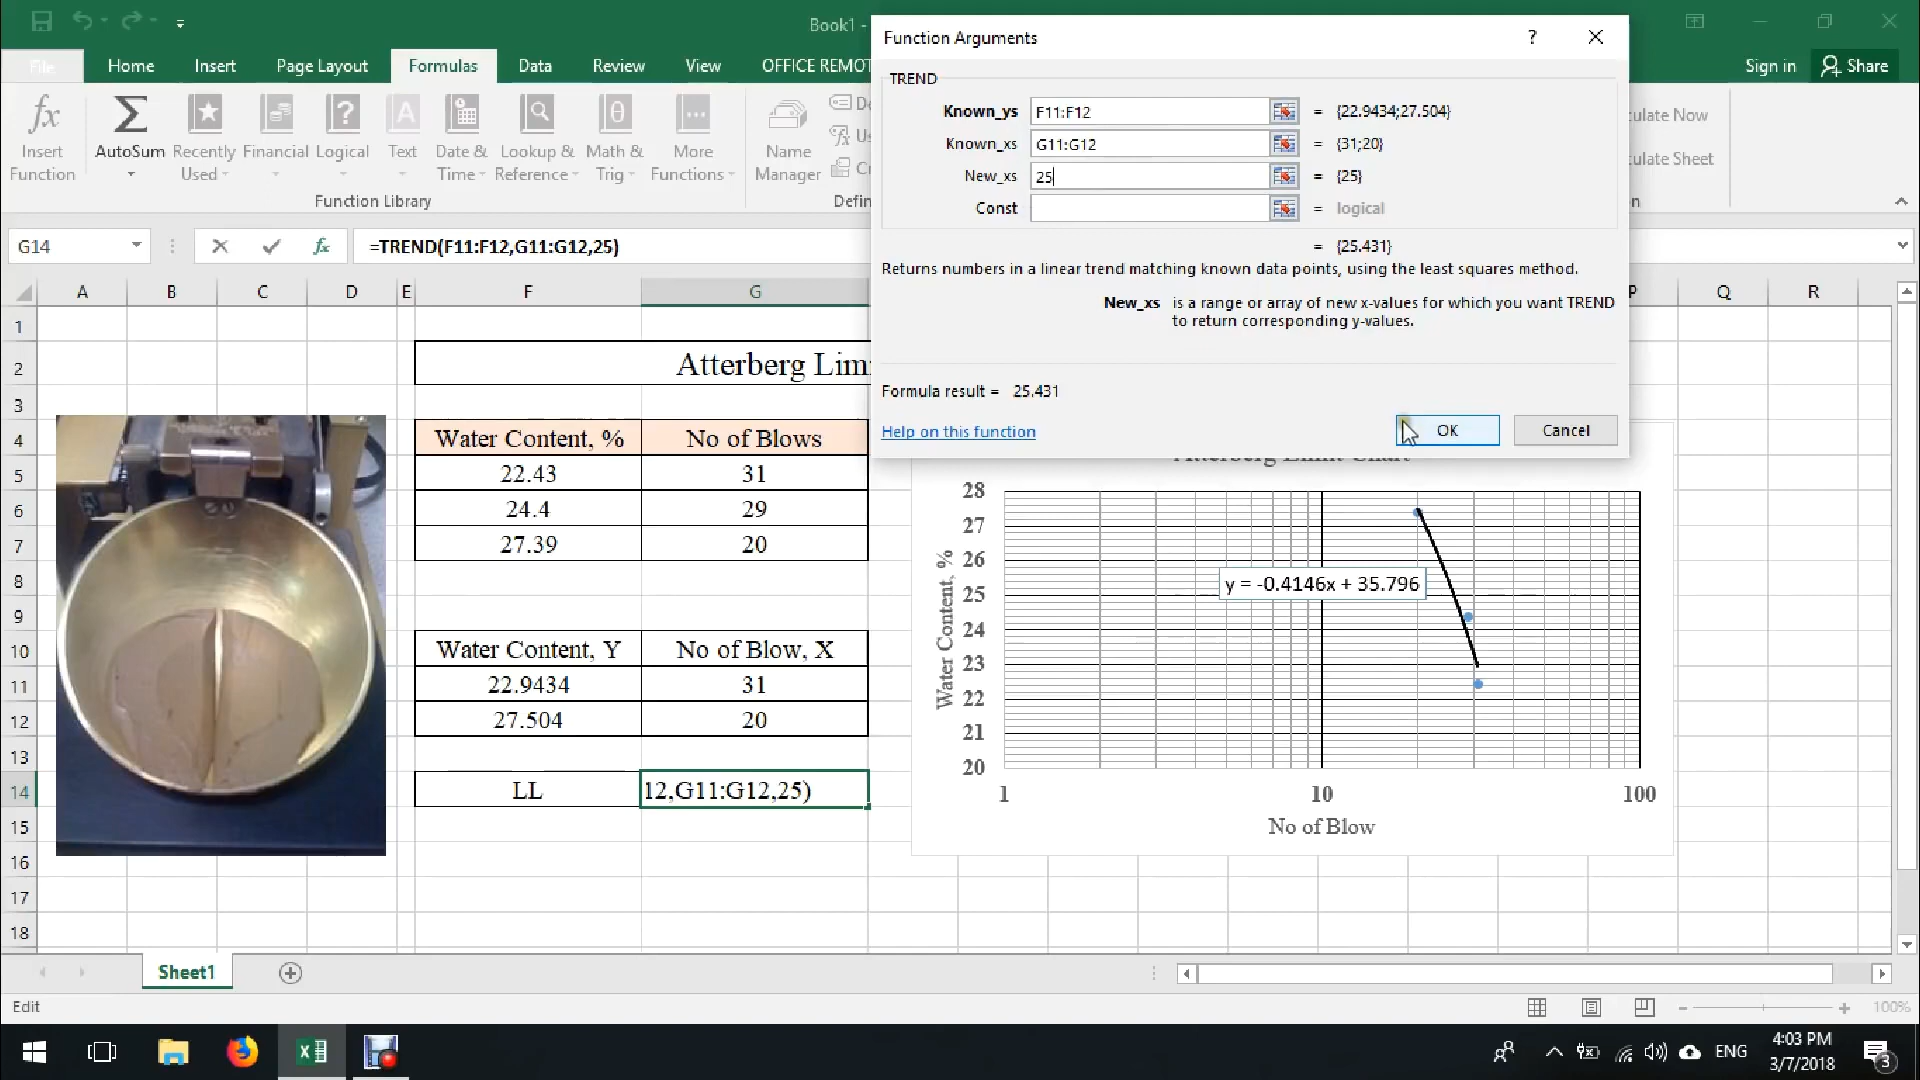 Book1 -
File
Home
Insert
Page Layout
Formulas
Data
Review
View
OFFICE REMOT
Sign in
Share
Insert Function
AutoSum
Recently Used
Financial
Logical
Text
Date & Time
Lookup & Reference
Math & Trig
More Functions
Name Manager
Function Library
Defin
culate Now
culate Sheet
Function Arguments
?
TREND
Known_ys F11:F12 = {22.9434;27.504}
Known_xs G11:G12 = {31;20}
New_xs 25 = {25}
Const = logical
= {25.431}
Returns numbers in a linear trend matching known data points, using the least squares method.
New_xs is a range or array of new x-values for which you want TREND
to return corresponding y-values.
Formula result = 25.431
Help on this function
OK
Cancel
G14
fx
=TREND(F11:F12,G11:G12,25)
A B C D E F G P Q R
1
2 Atterberg Lim
3
4 Water Content, % No of Blows
5 22.43 31
6 24.4 29
7 27.39 20
8
9
10 Water Content, Y No of Blow, X
11 22.9434 31
12 27.504 20
13
14 LL 12,G11:G12,25)
15
16
17
18
Atterberg Limit Chart
28
27
26
25
24
23
22
21
20
Water Content, %
y = -0.4146x + 35.796
1 10 100
No of Blow
Sheet1
Edit
100%
ENG
4:03 PM
3/7/2018
3